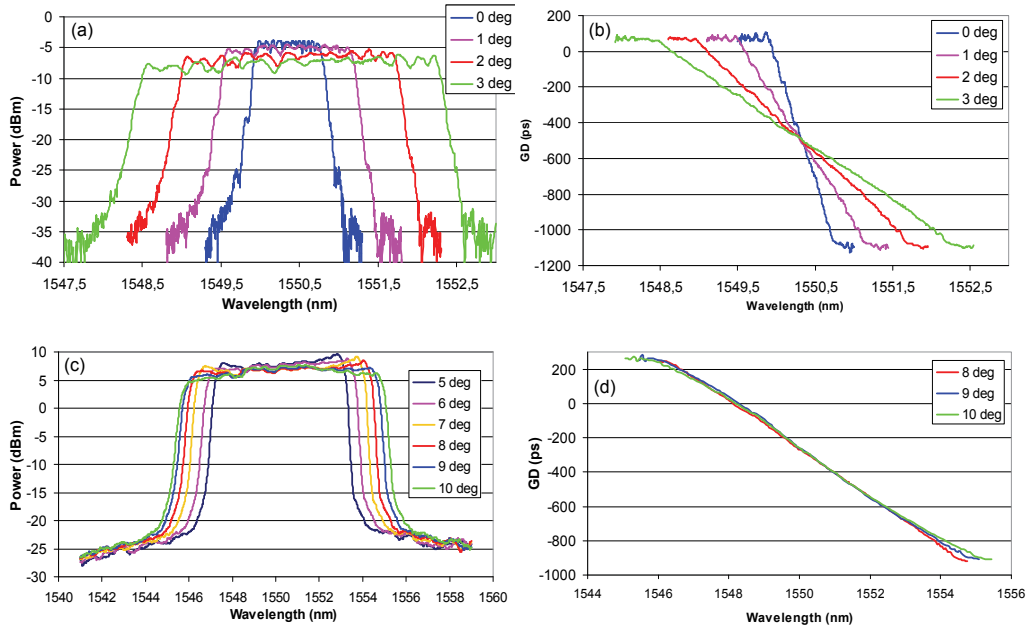 (a)
Power (dBm)
0
-5
-10
-15
-20
-25
-30
-35
-40
1547,5
1548,5
1549,5
1550,5
1551,5
1552,5
Wavelength (nm)
0 deg
1 deg
2 deg
3 deg
(b)
GD (ps)
200
0
-200
-400
-600
-800
-1000
-1200
1547,5
1548,5
1549,5
1550,5
1551,5
1552,5
Wavelength (nm)
0 deg
1 deg
2 deg
3 deg
(c)
Power (dBm)
10
5
0
-5
-10
-15
-20
-25
-30
1540
1542
1544
1546
1548
1550
1552
1554
1556
1558
1560
Wavelength (nm)
5 deg
6 deg
7 deg
8 deg
9 deg
10 deg
(d)
GD (ps)
200
0
-200
-400
-600
-800
-1000
1544
1546
1548
1550
1552
1554
1556
Wavelength (nm)
8 deg
9 deg
10 deg